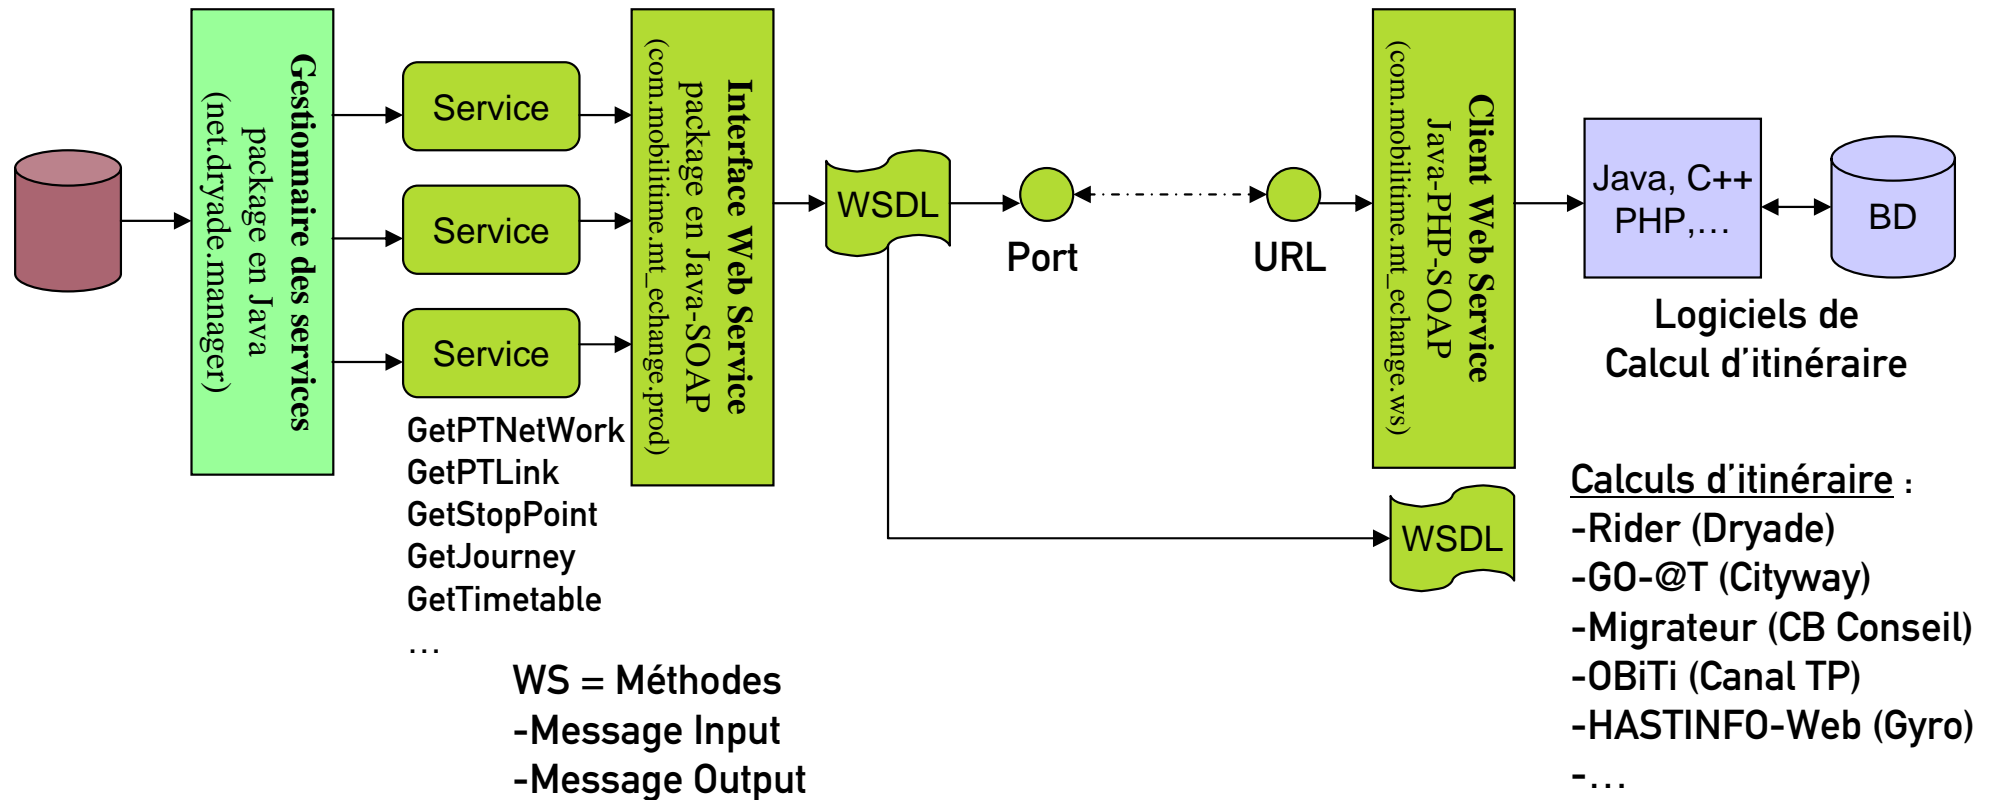 Gestionnaire des services
package en Java
(net.dryade.manager)
Service
Service
Service
GetPTNetWork
GetPTLink
GetStopPoint
GetJourney
GetTimetable
…
WS = Méthodes
-Message Input
-Message Output
Interface Web Service
package en Java-SOAP
(com.mobilitime.mt_echange.prod)
WSDL
Port
URL
Client Web Service
Java-PHP-SOAP
(com.mobilitime.mt_echange.ws)
WSDL
Java, C++
PHP,…
BD
Logiciels de
Calcul d'itinéraire
Calculs d'itinéraire :
-Rider (Dryade)
-GO-@T (Cityway)
-Migrateur (CB Conseil)
-OBiTi (Canal TP)
-HASTINFO-Web (Gyro)
-…